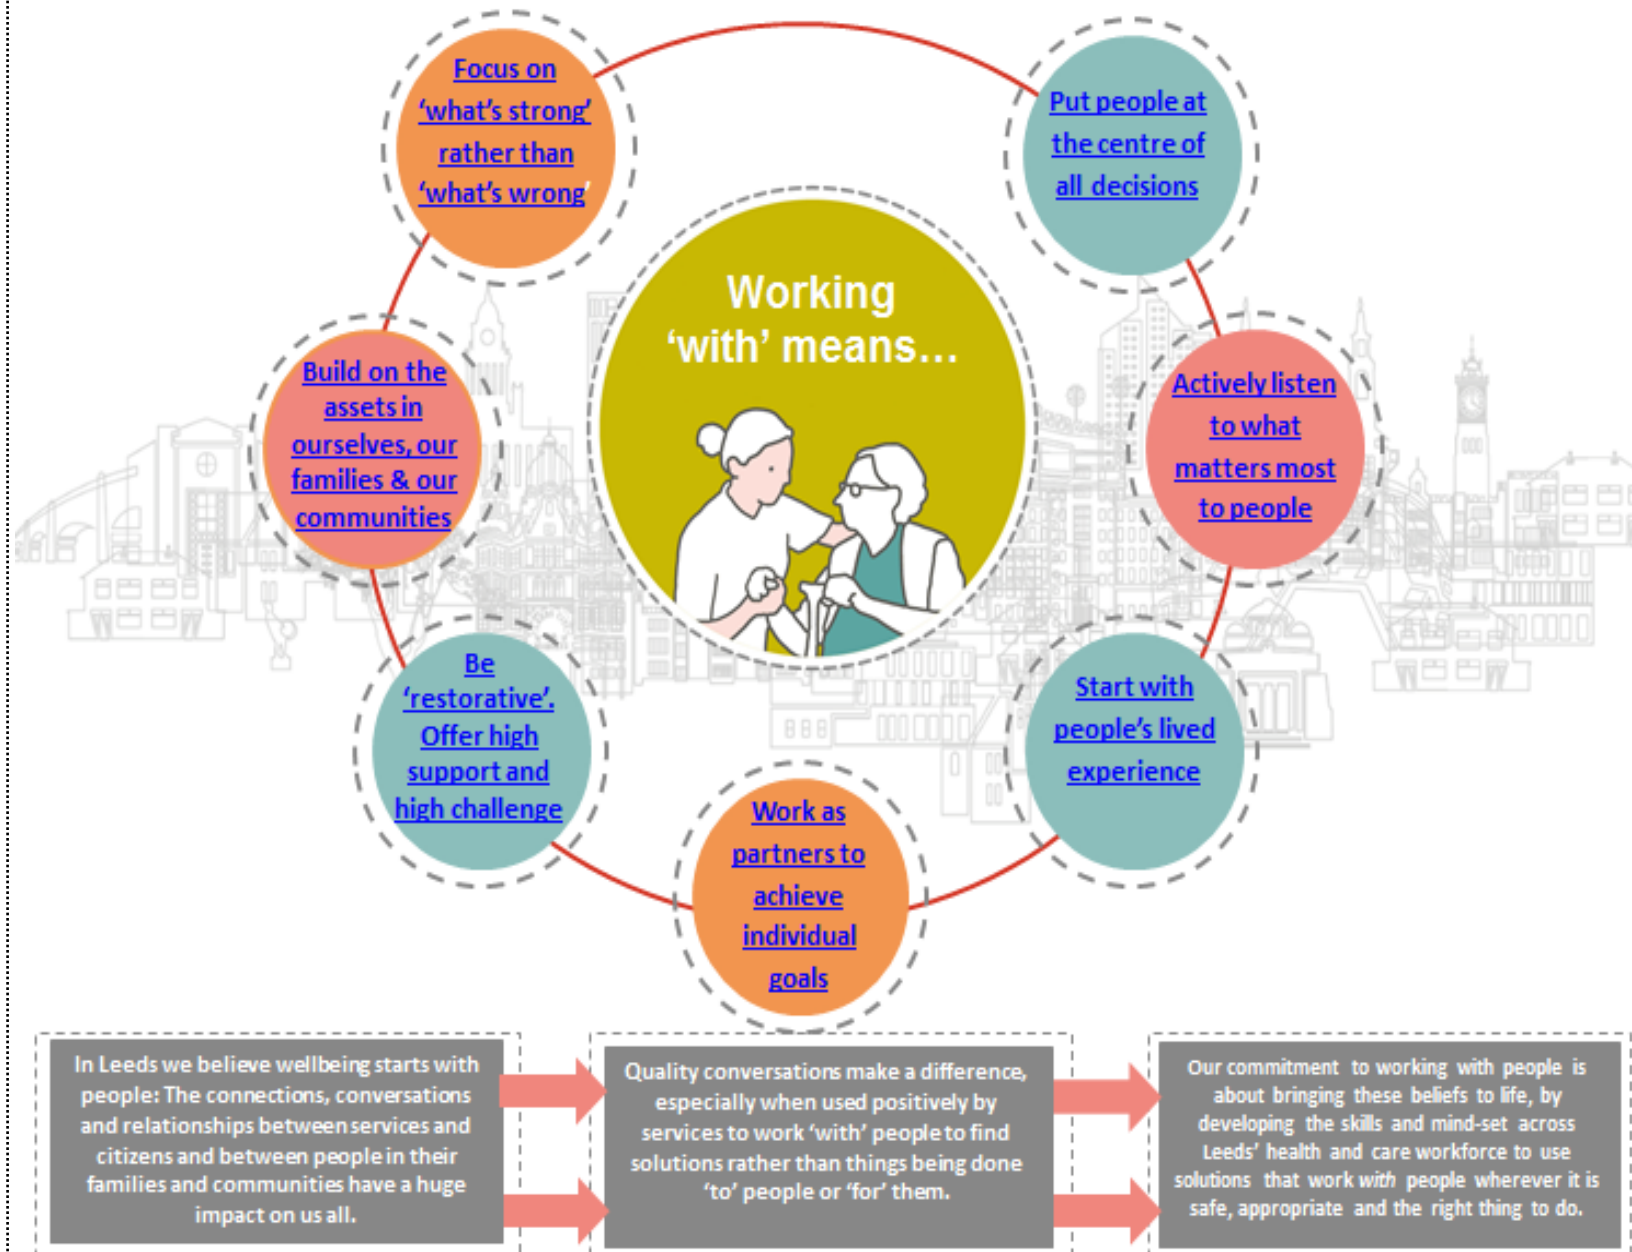 Working
‘with’ means...
Focus on
‘what’s strong’
rather than
‘what’s wrong’
Put people at
the centre of
all decisions
Build on the
assets in
ourselves, our
families & our
communities
Actively listen
to what
matters most
to people
Be
‘restorative’.
Offer high
support and
high challenge
Start with
people’s lived
experience
Work as
partners to
achieve
individual
goals
In Leeds we believe wellbeing starts with
people: The connections, conversations
and relationships between services and
citizens and between people in their
families and communities have a huge
impact on us all.
Quality conversations make a difference,
especially when used positively by
services to work ‘with’ people to find
solutions rather than things being done
‘to’ people or ‘for’ them.
Our commitment to working with people is
about bringing these beliefs to life, by
developing the skills and mind-set across
Leeds’ health and care workforce to use
solutions that work with people wherever it is
safe, appropriate and the right thing to do.